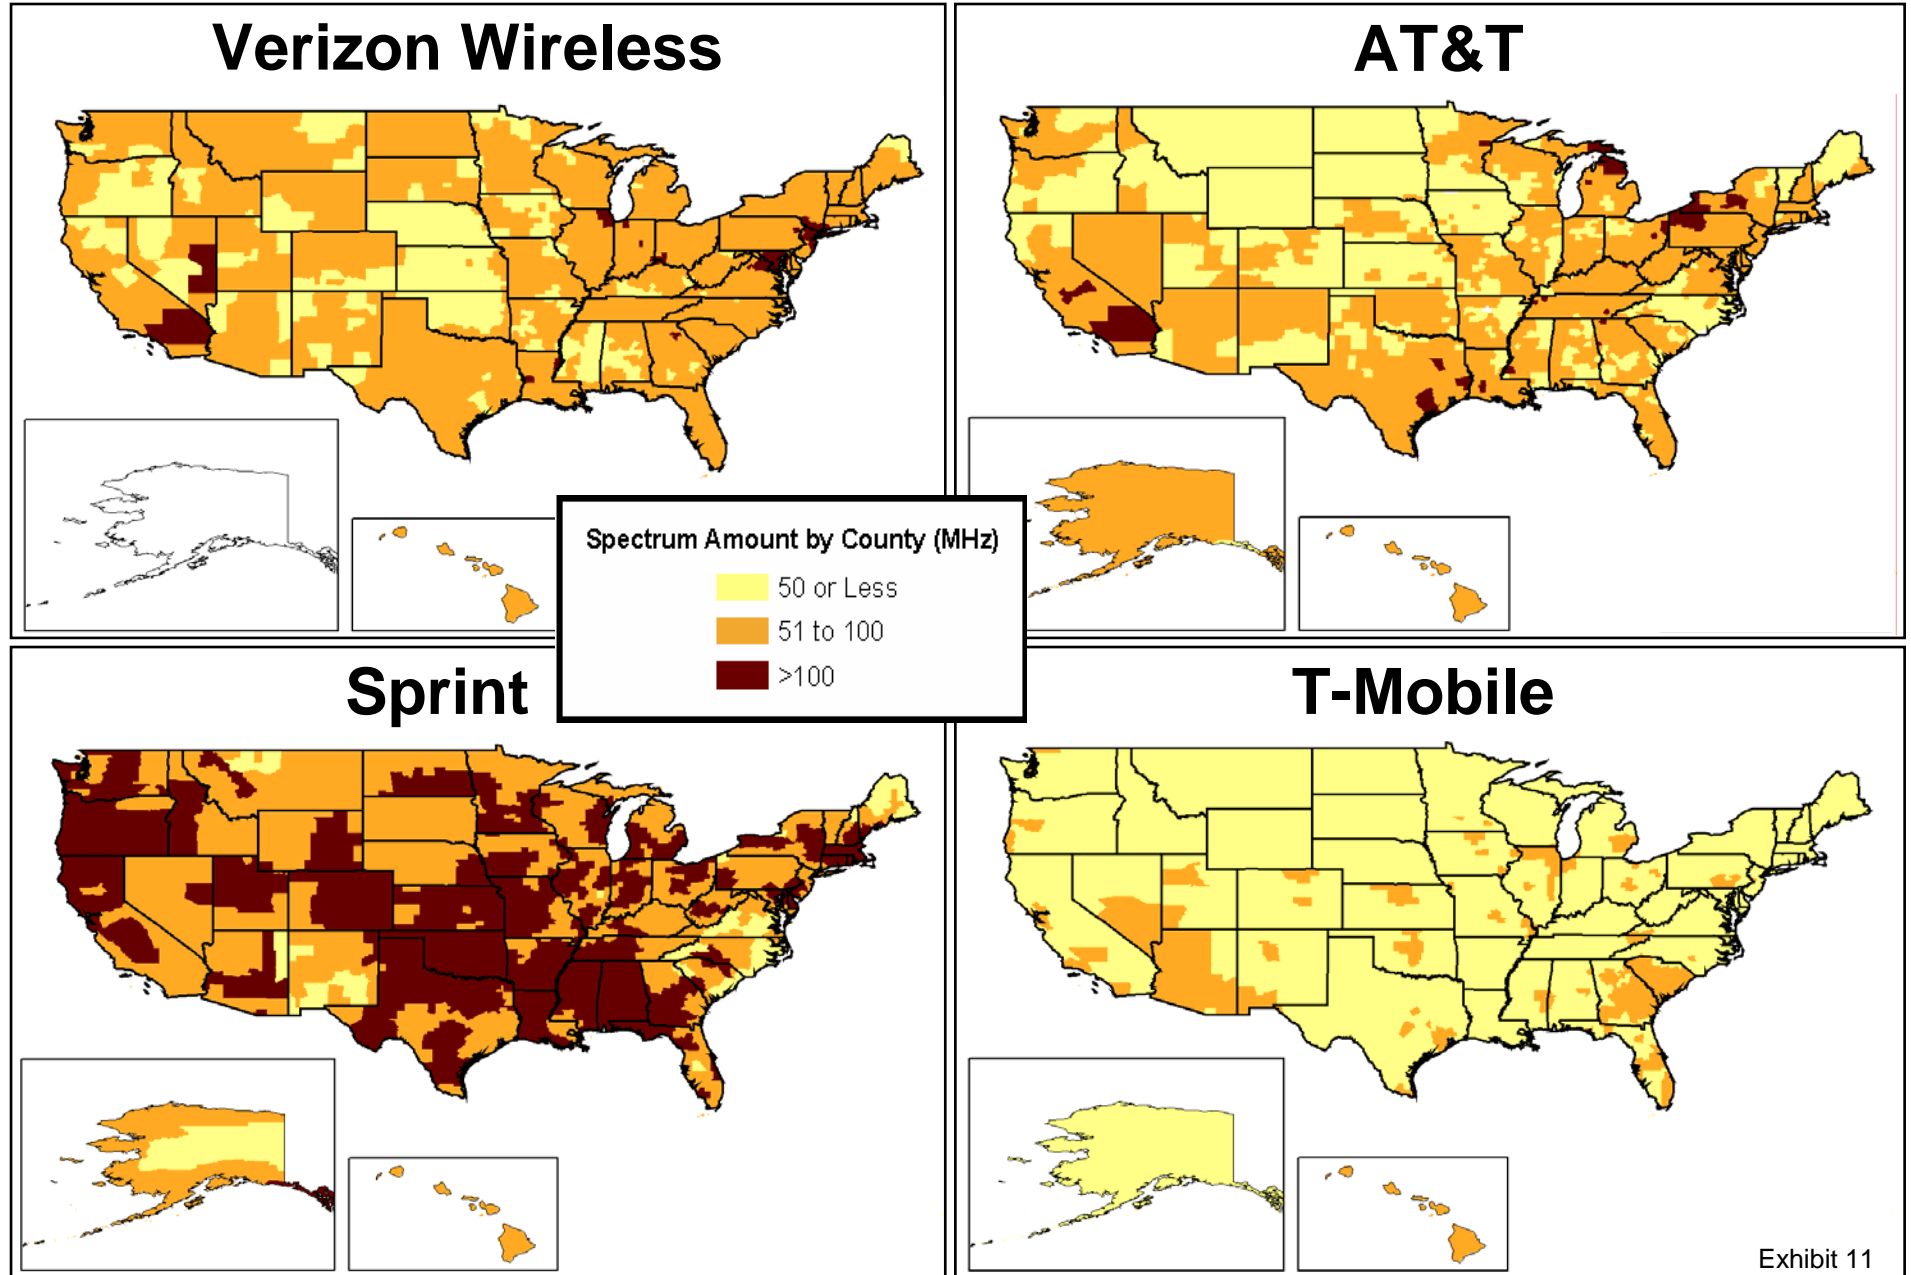 Verizon Wireless
AT&T
Spectrum Amount by County (MHz)
50 or Less
51 to 100
>100
Sprint
T-Mobile
Exhibit 11